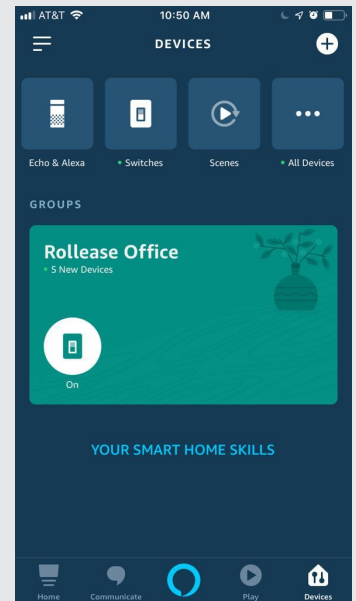 AT&T 10:50 AM
DEVICES
Echo & Alexa Switches Scenes All Devices
GROUPS
Rollease Office
5 New Devices
On
YOUR SMART HOME SKILLS
Home Communicate Play Devices